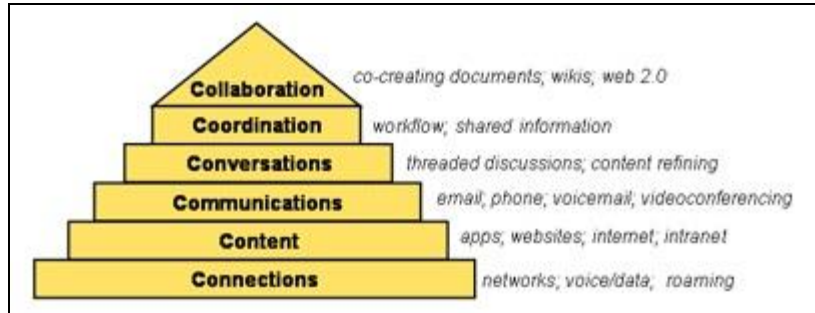 Collaboration co-creating documents; wikis; web 2.0
Coordination workflow; shared information
Conversations threaded discussions; content refining
Communications email; phone; voicemail; videoconferencing
Content apps; websites; internet; intranet
Connections networks; voice/data; roaming